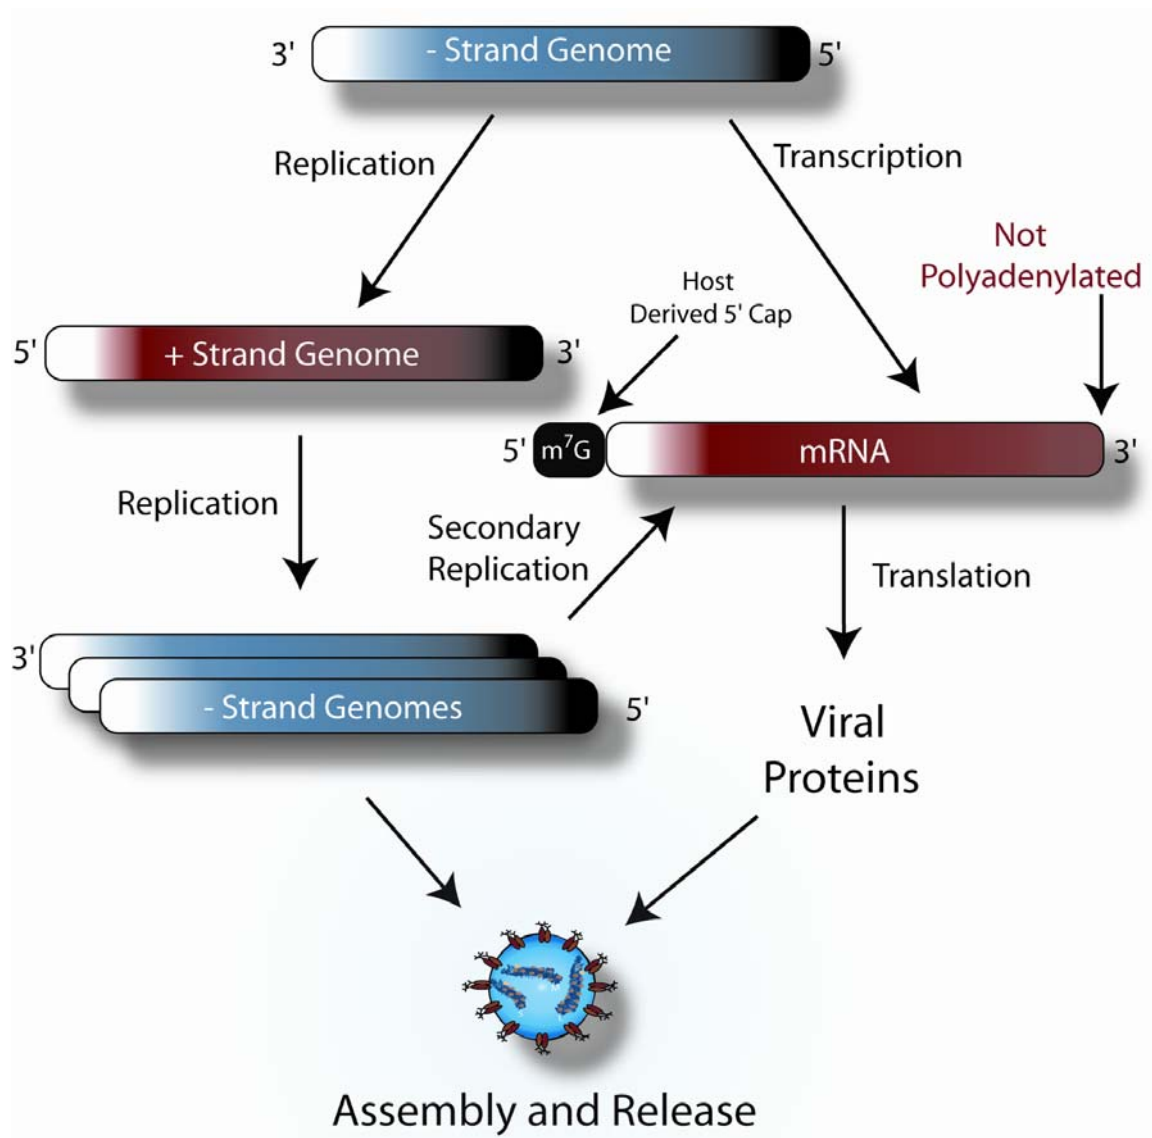 3' - Strand Genome 5'
Replication
Transcription
Not
Polyadenylated
Host
Derived 5' Cap
5' + Strand Genome 3'
5' m⁷G mRNA 3'
Replication
Secondary
Replication
Translation
3'
- Strand Genomes 5'
Viral
Proteins
Assembly and Release